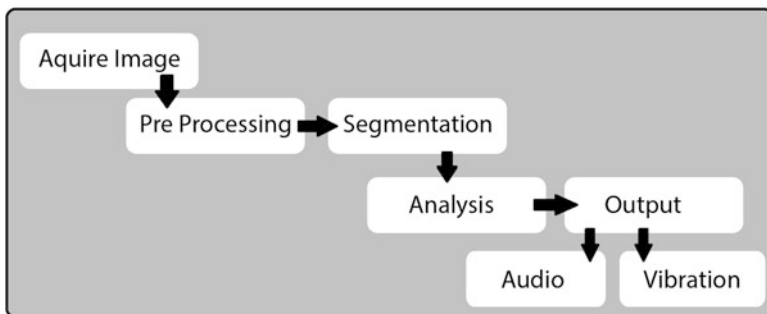 Aquire Image
Pre Processing
Segmentation
Analysis
Output
Audio
Vibration